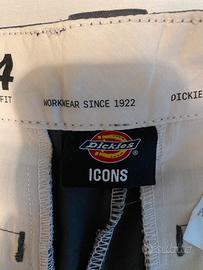 4
FIT
WORKWEAR SINCE 1922
DICKIE
Dickies
ICONS